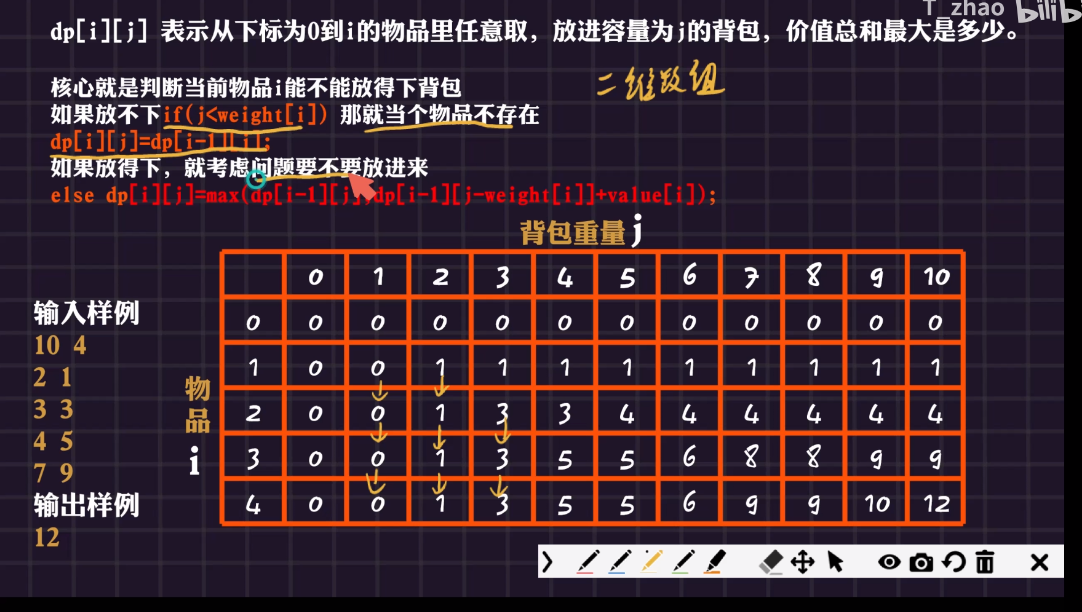 T zhao bilib
dp[i][j] 表示从下标为0到i的物品里任意取，放进容量为j的背包，价值总和最大是多少。
核心就是判断当前物品i能不能放得下背包
二维数组
如果放不下if(j<weight[i]) 那就当个物品不存在
dp[i][j]=dp[i-1][j];
如果放得下，就考虑问题要不要放进来
else dp[i][j]=max(dp[i-1][j],dp[i-1][j-weight[i]]+value[i]);
背包重量j
0 1 2 3 4 5 6 7 8 9 10
0 0 0 0 0 0 0 0 0 0 0 0
1 0 0 1 1 1 1 1 1 1 1 1
2 0 0 1 3 3 4 4 4 4 4 4
3 0 0 1 3 5 5 6 8 8 9 9
4 0 0 1 3 5 5 6 9 9 10 12
物品i
输入样例
10 4
2 1
3 3
4 5
7 9
输出样例
12